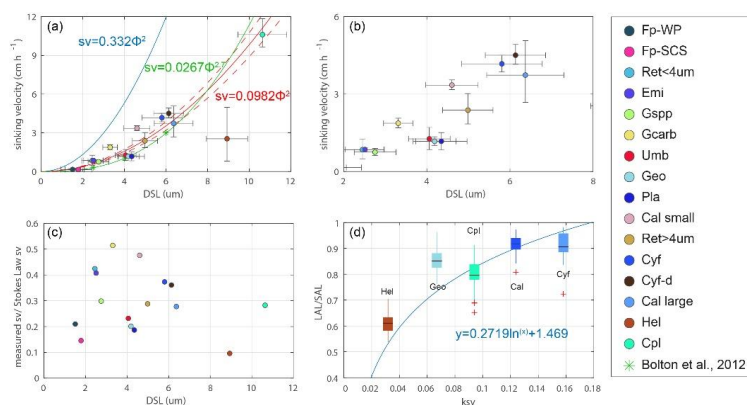 (a)
sv=0.332Φ²
sv=0.0267Φ²·⁷
sv=0.0982Φ²
sinking velocity (cm h⁻¹)
12
9
6
3
0
0 2 4 6 8 10 12
DSL (um)
(b)
sinking velocity (cm h⁻¹)
6
3
0
2 4 6 8
DSL (um)
(c)
measured sv/ Stokes Law sv
0.6
0.5
0.4
0.3
0.2
0.1
0
0 2 4 6 8 10 12
DSL (um)
(d)
LAL/SAL
1
0.9
0.8
0.7
0.6
0.5
0.4
Hel
Geo
Cpl
Cal
Cyf
y=0.2719ln⁽ˣ⁾+1.469
0 0.02 0.04 0.06 0.08 0.10 0.12 0.14 0.16 0.18
ksv
Fp-WP
Fp-SCS
Ret<4um
Emi
Gspp
Gcarb
Umb
Geo
Pla
Cal small
Ret>4um
Cyf
Cyf-d
Cal large
Hel
Cpl
Bolton et al., 2012